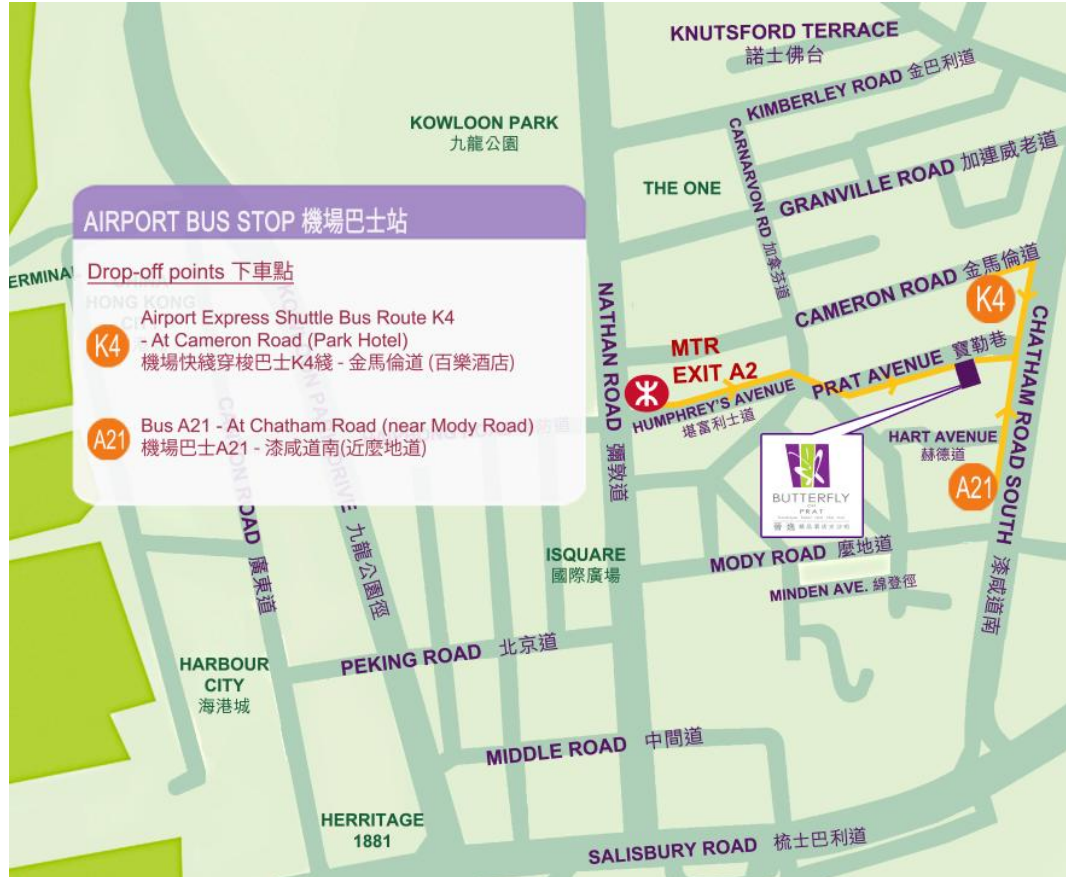 KNUTSFORD TERRACE
諾士佛台
KIMBERLEY ROAD 金巴利道
KOWLOON PARK
九龍公園
CARNARVON RD 加拿芬道
THE ONE
GRANVILLE ROAD 加連威老道
AIRPORT BUS STOP 機場巴士站
Drop-off points 下車點
K4
Airport Express Shuttle Bus Route K4
- At Cameron Road (Park Hotel)
機場快綫穿梭巴士K4綫 - 金馬倫道 (百樂酒店)
A21
Bus A21 - At Chatham Road (near Mody Road)
機場巴士A21 - 漆咸道南(近麼地道)
HONG KONG
CAMERON ROAD 金馬倫道
K4
NATHAN ROAD 彌敦道
MTR
EXIT A2
CHATHAM ROAD SOUTH 漆咸道南
PRAT AVENUE 寶勒巷
HUMPHREY'S AVENUE
堪富利士道
HART AVENUE
赫德道
A21
BUTTERFLY
PRAT
CANTON ROAD 廣東道
九龍公園徑
ISQUARE
國際廣場
MODY ROAD 麼地道
MINDEN AVE. 綿登徑
HARBOUR
CITY
海港城
PEKING ROAD 北京道
MIDDLE ROAD 中間道
HERRITAGE
1881
SALISBURY ROAD 梳士巴利道